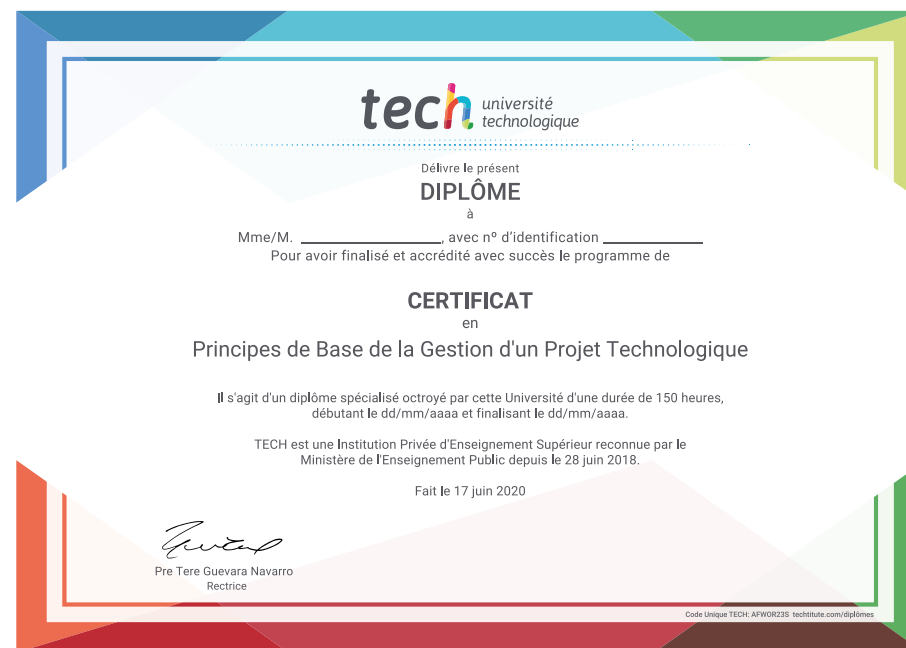 tech université
technologique
Délivre le présent
DIPLÔME
à
Mme/M. ____________________, avec nº d'identification ______________
Pour avoir finalisé et accrédité avec succès le programme de
CERTIFICAT
en
Principes de Base de la Gestion d'un Projet Technologique
Il s'agit d'un diplôme spécialisé octroyé par cette Université d'une durée de 150 heures,
débutant le dd/mm/aaaa et finalisant le dd/mm/aaaa.
TECH est une Institution Privée d'Enseignement Supérieur reconnue par le
Ministère de l'Enseignement Public depuis le 28 juin 2018.
Fait le 17 juin 2020
Pre Tere Guevara Navarro
Rectrice
Code Unique TECH: AFWOR23S techtitute.com/diplômes